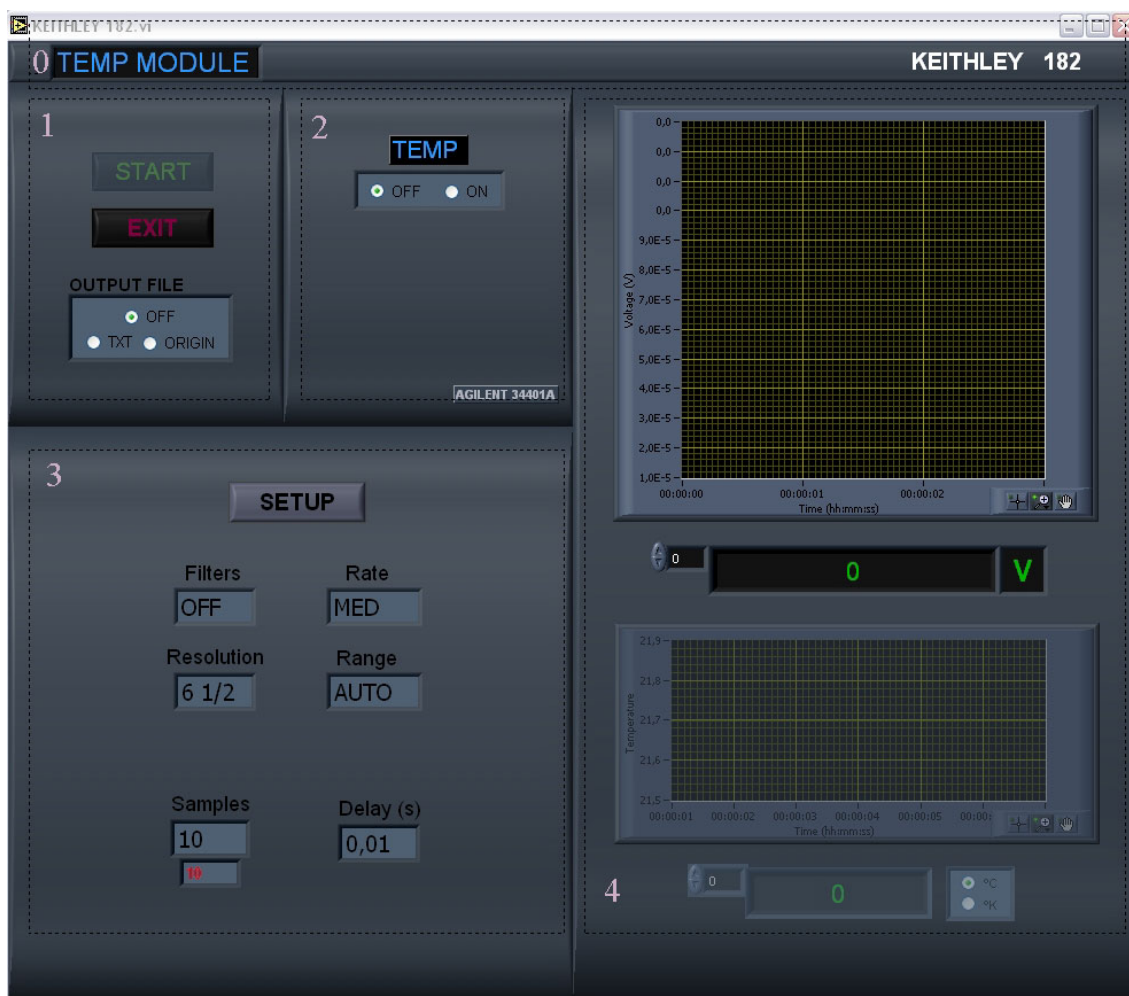 KEITHLEY 182.vi
0 TEMP MODULE
KEITHLEY 182
1
START
EXIT
OUTPUT FILE
OFF
TXT ORIGIN
2
TEMP
OFF ON
AGILENT 34401A
3
SETUP
Filters Rate
OFF MED
Resolution Range
6 1/2 AUTO
Samples Delay (s)
10 0,01
10
Voltage (V)
0,0
0,0
0,0
0,0
9,0E-5
8,0E-5
7,0E-5
6,0E-5
5,0E-5
4,0E-5
3,0E-5
2,0E-5
1,0E-5
00:00:00 00:00:01 00:00:02
Time (hh:mm:ss)
0 0 V
Temperature
21,9
21,8
21,7
21,6
21,5
00:00:01 00:00:02 00:00:03 00:00:04 00:00:05 00:00:
Time (hh:mm:ss)
4
0 0
ºC
ºK